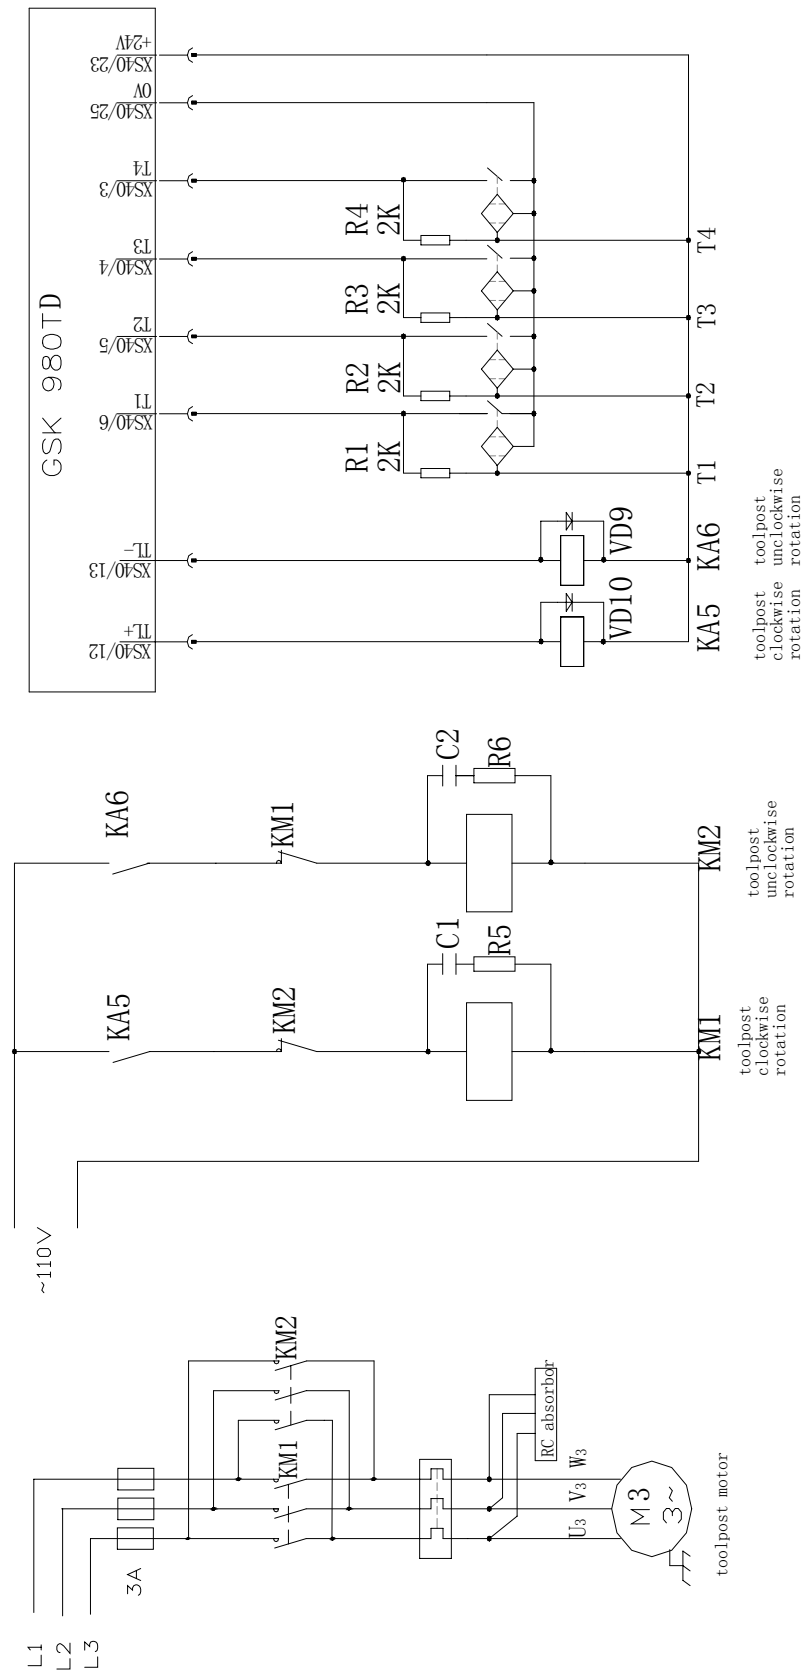 GSK 980TD
XS40/23
+24V
XS40/25
0V
XS40/3
T4
XS40/4
T3
XS40/5
T2
XS40/6
T1
XS40/13
TL-
XS40/12
TL+
R4
2K
R3
2K
R2
2K
R1
2K
VD9
VD10
T4
T3
T2
T1
KA6
toolpost
unclockwise
rotation
KA5
toolpost
clockwise
rotation
KA6
KM1
C2
R6
KM2
toolpost
unclockwise
rotation
KA5
KM2
C1
R5
KM1
toolpost
clockwise
rotation
~110V
KM2
KM1
RC absorbor
W3
V3
U3
M3
3~
toolpost motor
3A
L1
L2
L3